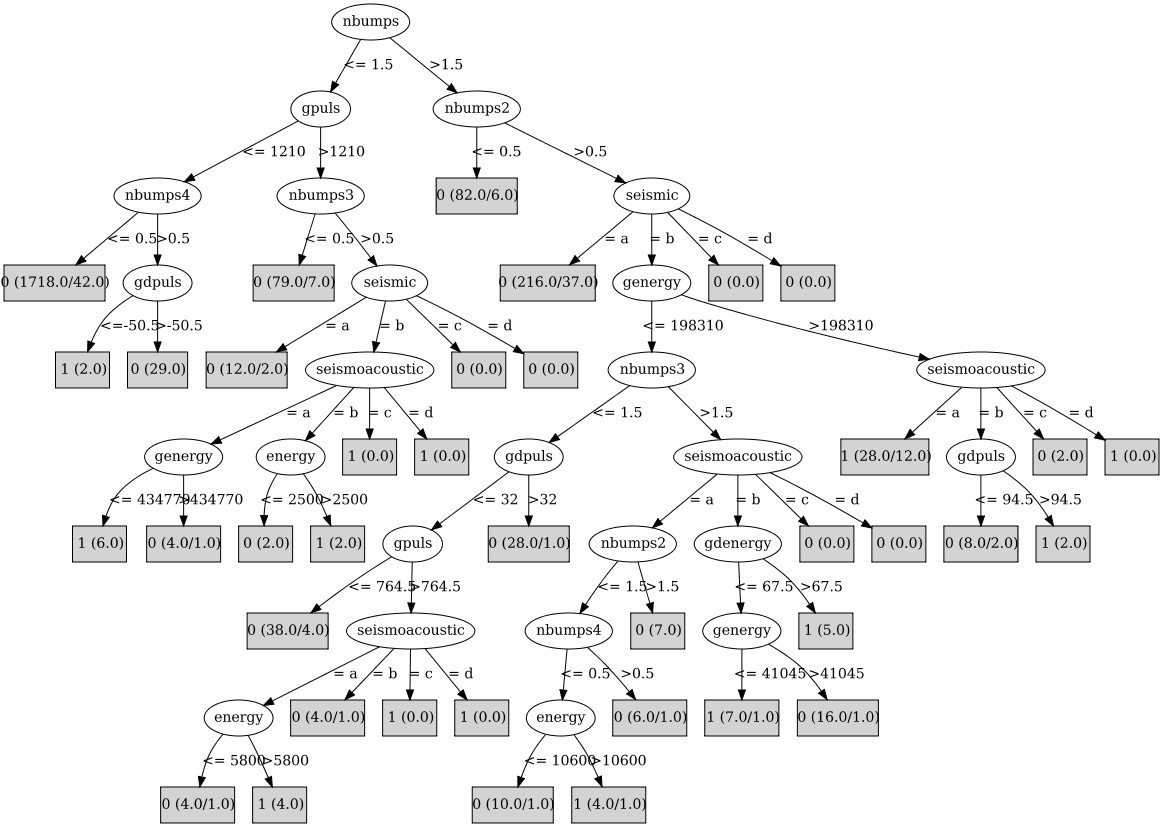 nbumps
<= 1.5 >1.5
gpuls nbumps2
<= 1210 >1210 <= 0.5 >0.5
nbumps4 nbumps3 0 (82.0/6.0) seismic
<= 0.5 >0.5 <= 0.5 >0.5 = a = b = c = d
0 (1718.0/42.0) gdpuls 0 (79.0/7.0) seismic 0 (216.0/37.0) genergy 0 (0.0) 0 (0.0)
<=-50.5 >-50.5 = a = b = c = d <= 198310 >198310
1 (2.0) 0 (29.0) 0 (12.0/2.0) seismoacoustic 0 (0.0) 0 (0.0) nbumps3 seismoacoustic
= a = b = c = d <= 1.5 >1.5 = a = b = c = d
genergy energy 1 (0.0) 1 (0.0) gdpuls seismoacoustic 1 (28.0/12.0) gdpuls 0 (2.0) 1 (0.0)
<= 434770 >434770 <= 2500 >2500 <= 32 >32 = a = b = c = d <= 94.5 >94.5
1 (6.0) 0 (4.0/1.0) 0 (2.0) 1 (2.0) gpuls 0 (28.0/1.0) nbumps2 gdenergy 0 (0.0) 0 (0.0) 0 (8.0/2.0) 1 (2.0)
<= 764.5 >764.5 <= 1.5 >1.5 <= 67.5 >67.5
0 (38.0/4.0) seismoacoustic nbumps4 0 (7.0) genergy 1 (5.0)
= a = b = c = d <= 0.5 >0.5 <= 41045 >41045
energy 0 (4.0/1.0) 1 (0.0) 1 (0.0) energy 0 (6.0/1.0) 1 (7.0/1.0) 0 (16.0/1.0)
<= 5800 >5800 <= 10600 >10600
0 (4.0/1.0) 1 (4.0) 0 (10.0/1.0) 1 (4.0/1.0)